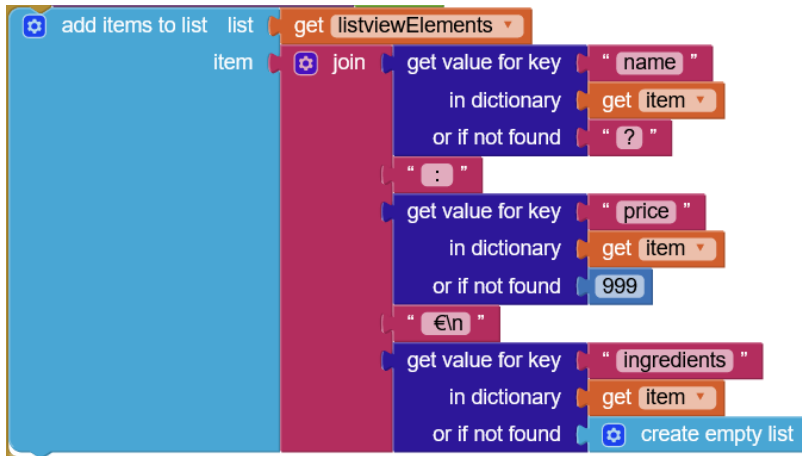 add items to list list get listviewElements
item join get value for key " name "
in dictionary get item
or if not found " ? "
" : "
get value for key " price "
in dictionary get item
or if not found 999
" €\n "
get value for key " ingredients "
in dictionary get item
or if not found create empty list